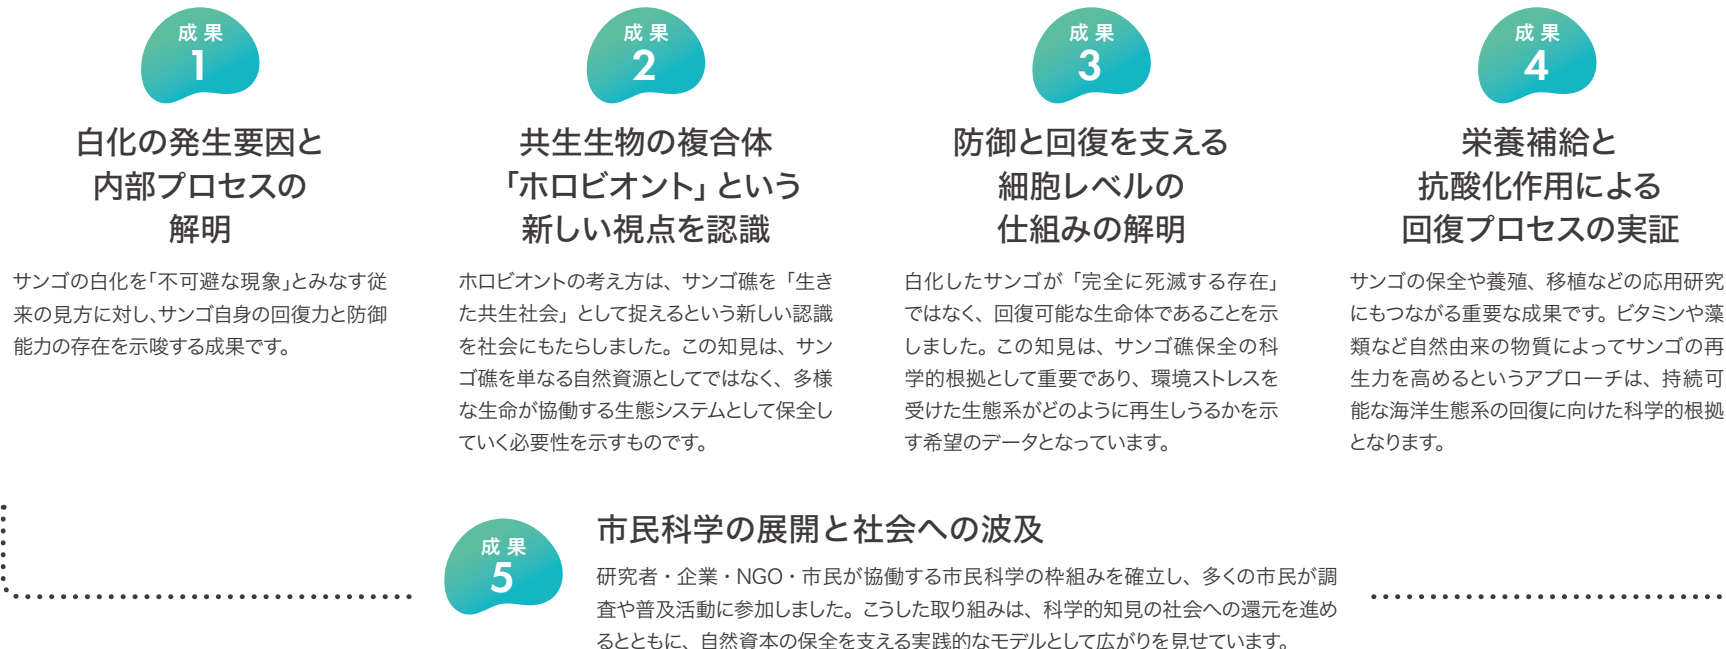 成果
1
白化の発生要因と
内部プロセスの
解明
サンゴの白化を「不可避な現象」とみなす従
来の見方に対し、サンゴ自身の回復力と防御
能力の存在を示唆する成果です。
成果
2
共生生物の複合体
「ホロビオント」という
新しい視点を認識
ホロビオントの考え方は、サンゴ礁を「生き
た共生社会」として捉えるという新しい認識
を社会にもたらしました。この知見は、サン
ゴ礁を単なる自然資源としてではなく、多様
な生命が協働する生態システムとして保全し
ていく必要性を示すものです。
成果
3
防御と回復を支える
細胞レベルの
仕組みの解明
白化したサンゴが「完全に死滅する存在」
ではなく、回復可能な生命体であることを示
しました。この知見は、サンゴ礁保全の科
学的根拠として重要であり、環境ストレスを
受けた生態系がどのように再生しうるかを示
す希望のデータとなっています。
成果
4
栄養補給と
抗酸化作用による
回復プロセスの実証
サンゴの保全や養殖、移植などの応用研究
にもつながる重要な成果です。ビタミンや藻
類など自然由来の物質によってサンゴの再
生力を高めるというアプローチは、持続可
能な海洋生態系の回復に向けた科学的根拠
となります。
成果
5
市民科学の展開と社会への波及
研究者・企業・NGO・市民が協働する市民科学の枠組みを確立し、多くの市民が調
査や普及活動に参加しました。こうした取り組みは、科学的知見の社会への還元を進め
るとともに、自然資本の保全を支える実践的なモデルとして広がりを見せています。